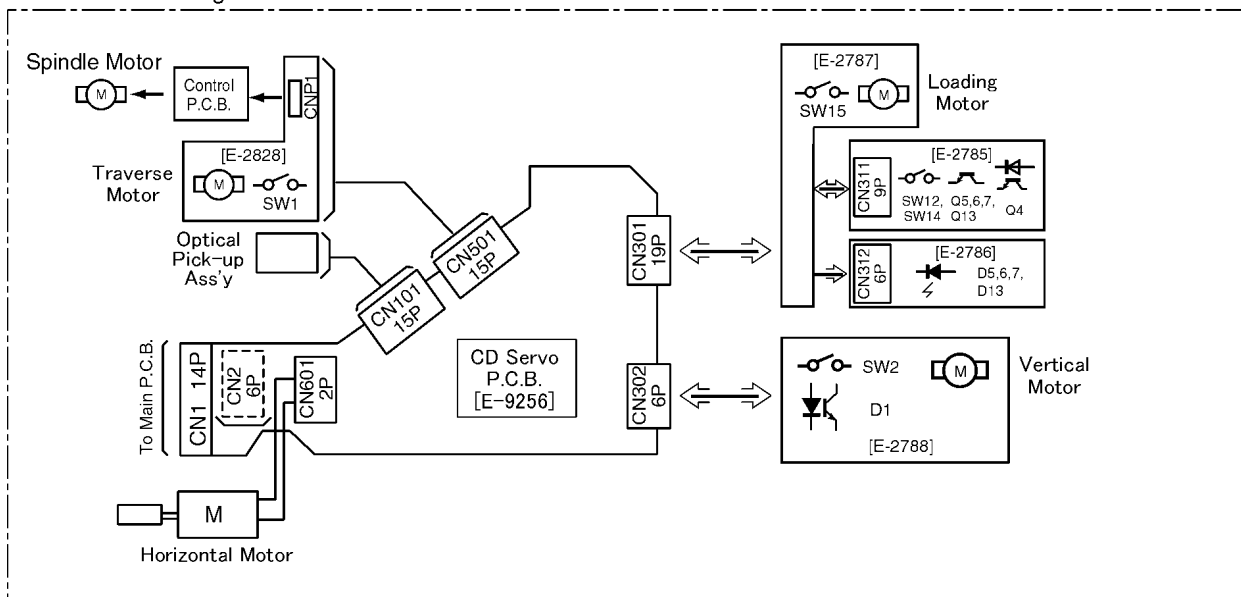 Spindle Motor
M
Control
P.C.B.
CNP1
[E-2828]
Traverse
Motor
M
SW1
Optical
Pick-up
Ass'y
CN501
15P
CN101
15P
To Main P.C.B.
CN1 14P
CN2
6P
CN601
2P
CD Servo
P.C.B.
[E-9256]
CN301
19P
CN302
6P
M
Horizontal Motor
[E-2787]
SW15
M
Loading
Motor
CN311
9P
[E-2785]
SW12,
SW14
Q5,6,7,
Q13
Q4
CN312
6P
[E-2786]
D5,6,7,
D13
SW2
M
Vertical
Motor
D1
[E-2788]